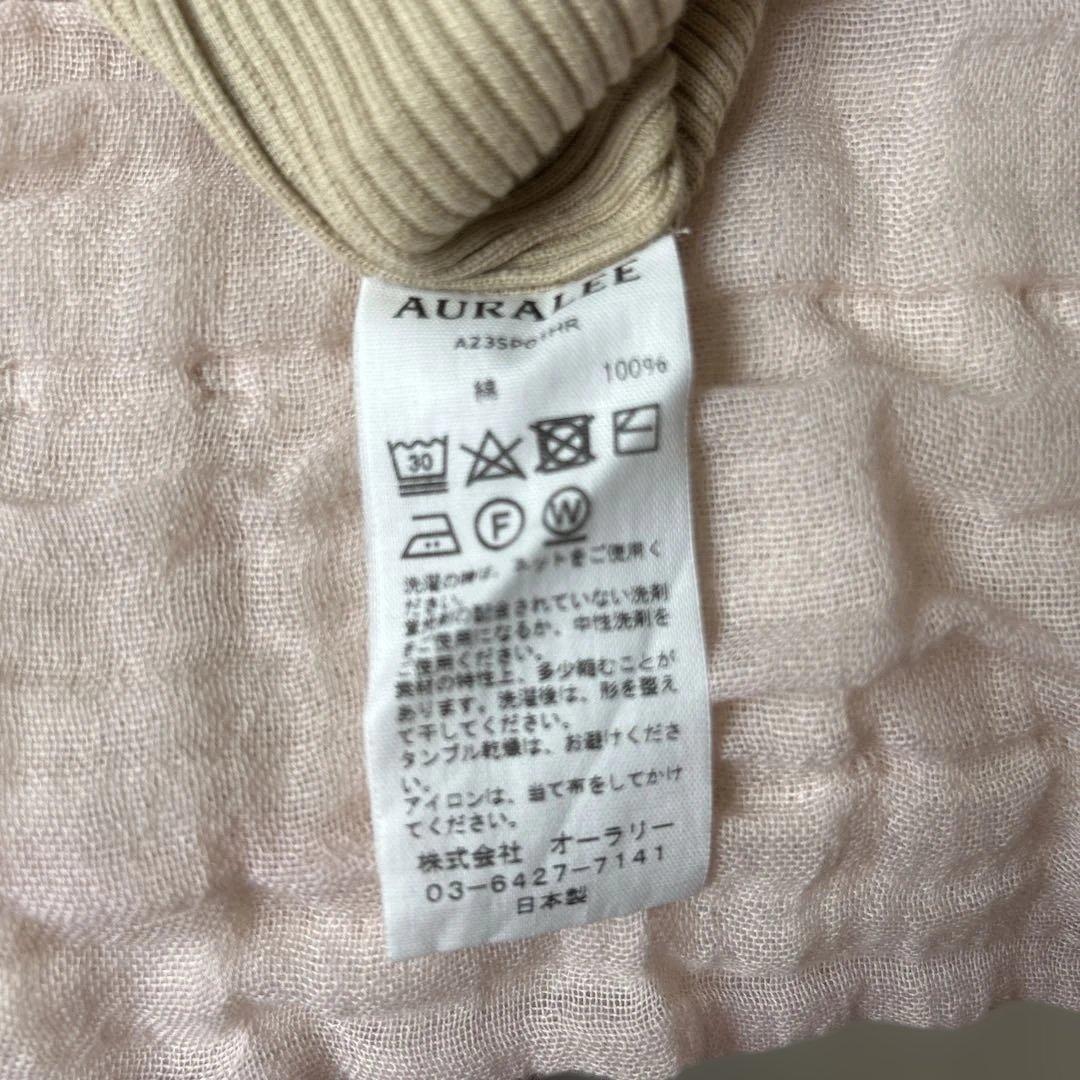 AURALEE
A23SP01HR
綿 100%
30
F W
洗濯の時は、ネットをご使用く
ださい。
蛍光剤の配合されていない洗剤
をご使用になるか、中性洗剤を
ご使用ください。
素材の特性上、多少縮むことが
あります。洗濯後は、形を整え
て干してください。
タンブル乾燥は、お避けくださ
い。
アイロンは、当て布をしてかけ
てください。
株式会社 オーラリー
03-6427-7141
日本製